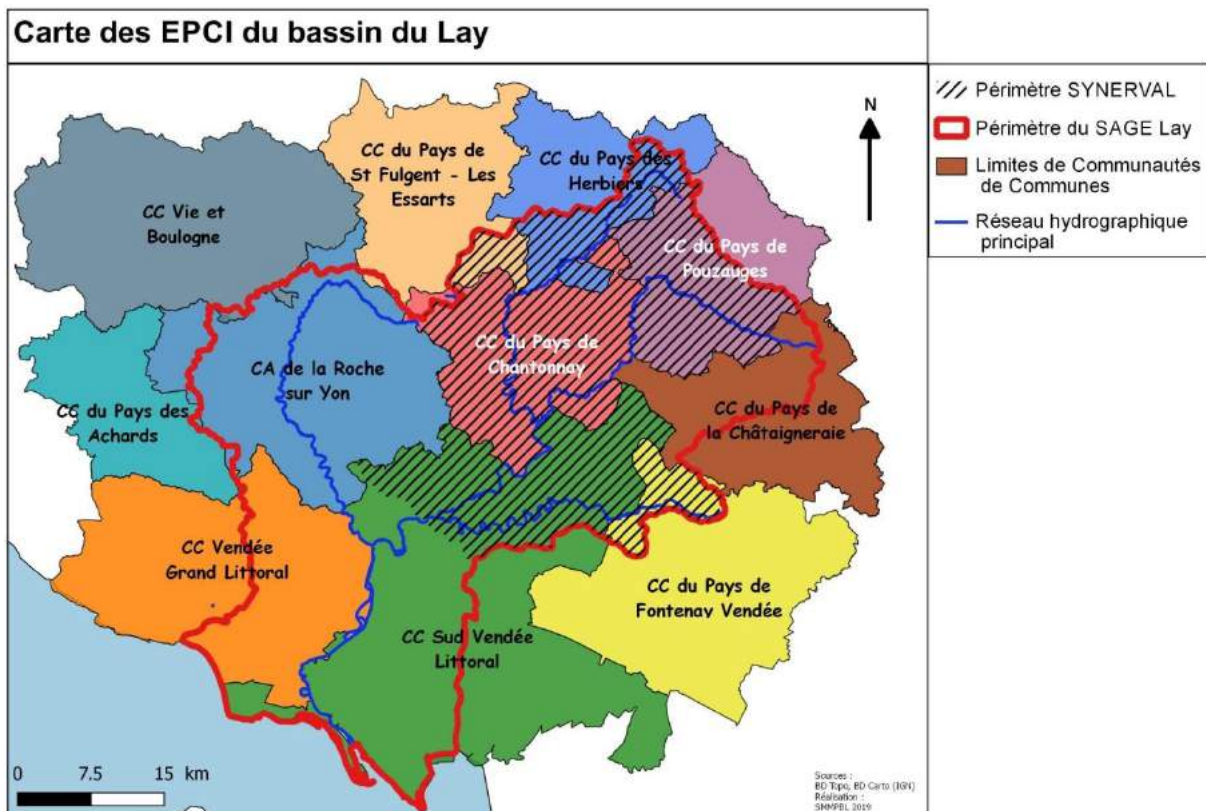 Carte des EPCI du bassin du Lay
Périmètre SYNERVAL
Périmètre du SAGE Lay
Limites de Communautés
de Communes
Réseau hydrographique
principal
N
CC du Pays de
St Fulgent - Les
Essarts
CC du Pays des
Herbiers
CC Vie et
Boulogne
CC du Pays de
Pouzauges
CC du Pays de
Chantonnay
CA de la Roche
sur Yon
CC du Pays des
Achards
CC du Pays de
la Châtaigneraie
CC Vendée
Grand Littoral
CC du Pays de
Fontenay Vendée
CC Sud Vendée
Littoral
0 7.5 15 km
Sources :
BD Topo, BD Carto (IGN)
Réalisation :
SMMPBL 2019